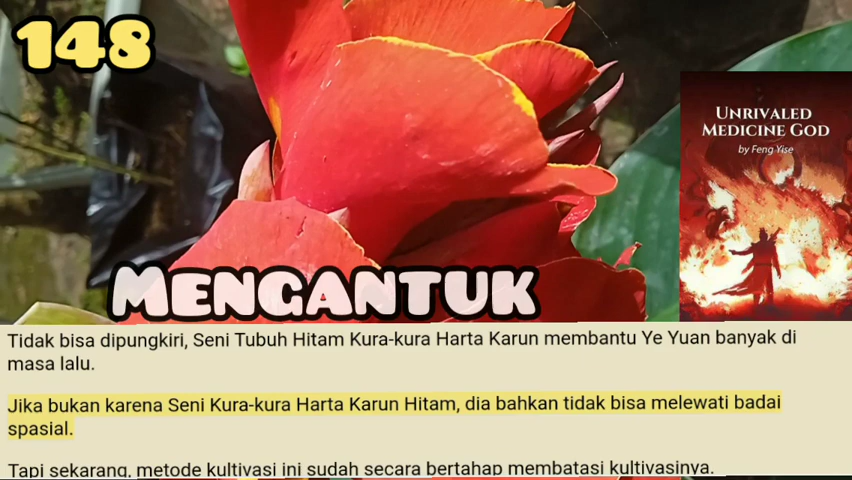 148
UNRIVALED
MEDICINE GOD
by Feng Yise
MENGANTUK
Tidak bisa dipungkiri, Seni Tubuh Hitam Kura-kura Harta Karun membantu Ye Yuan banyak di
masa lalu.
Jika bukan karena Seni Kura-kura Harta Karun Hitam, dia bahkan tidak bisa melewati badai
spasial.
Tapi sekarang, metode kultivasi ini sudah secara bertahap membatasi kultivasinya.